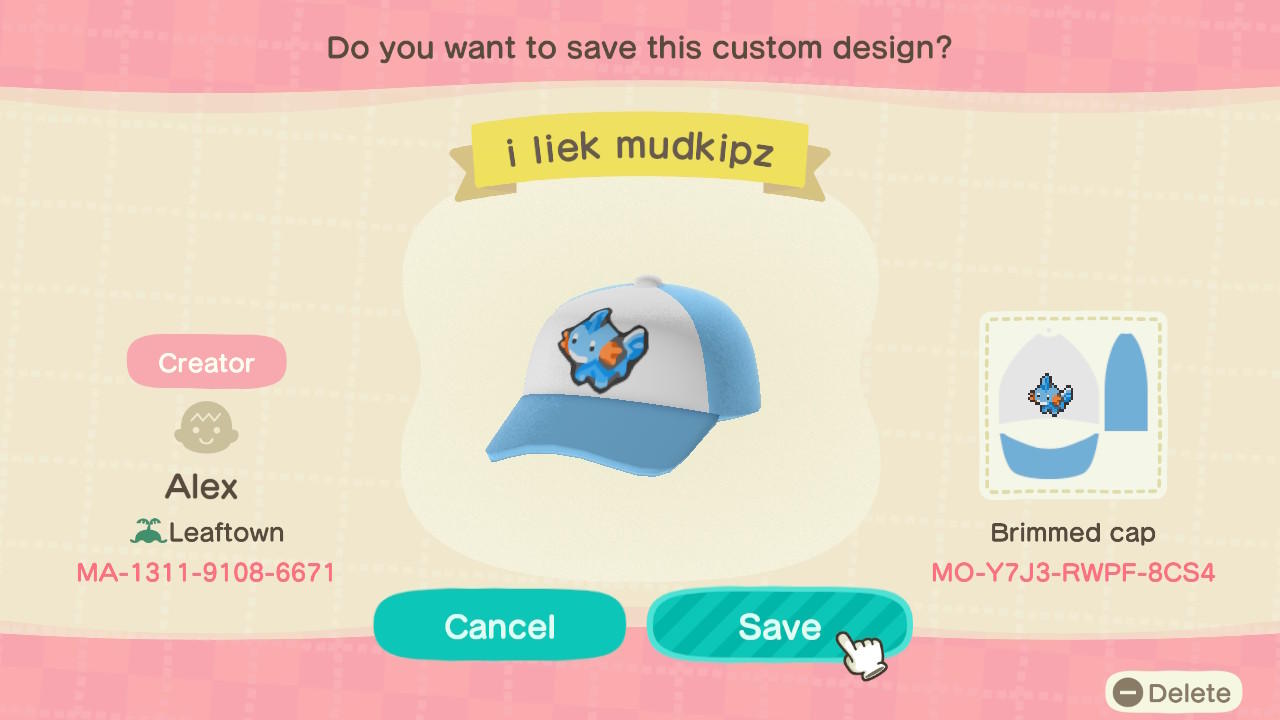 Do you want to save this custom design?
i liek mudkipz
Creator
Alex
Leaftown
MA-1311-9108-6671
Brimmed cap
MO-Y7J3-RWPF-8CS4
Cancel
Save
Delete